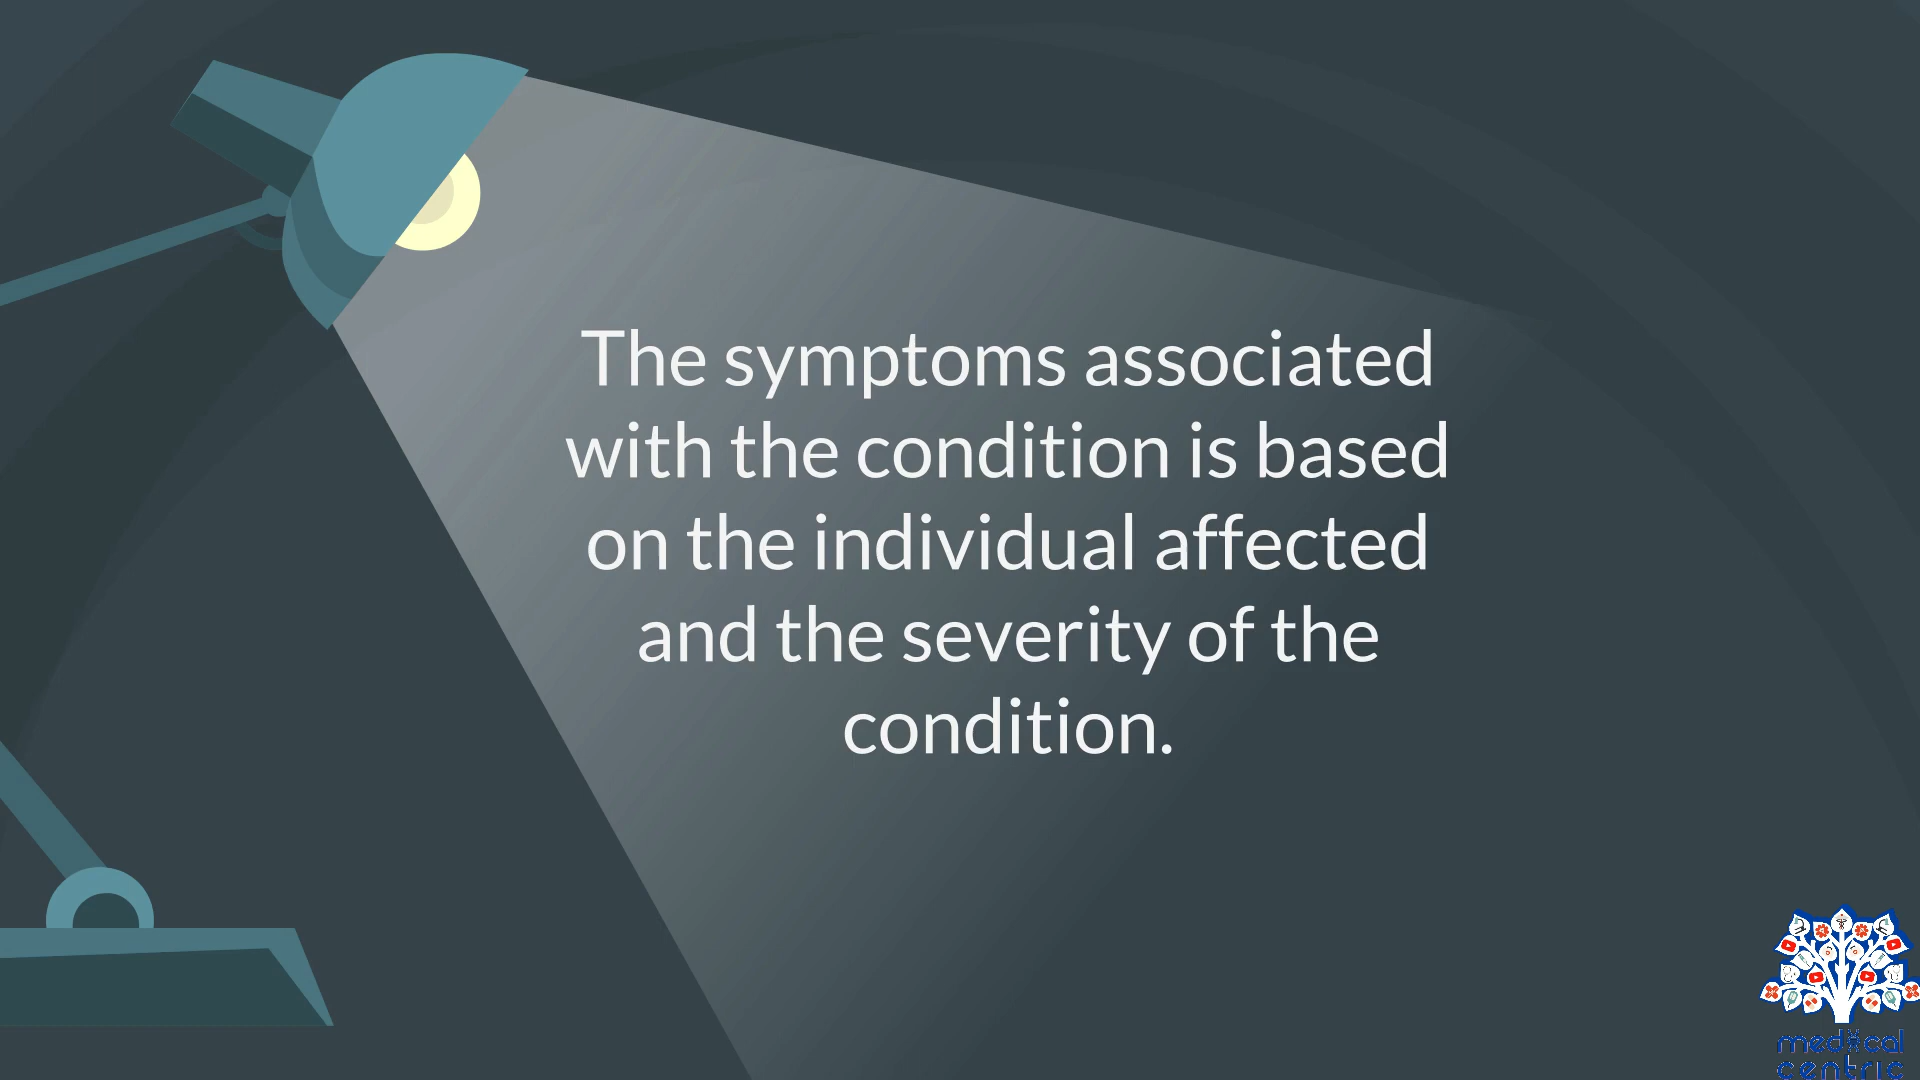 The symptoms associated
with the condition is based
on the individual affected
and the severity of the
condition.
medical
centric